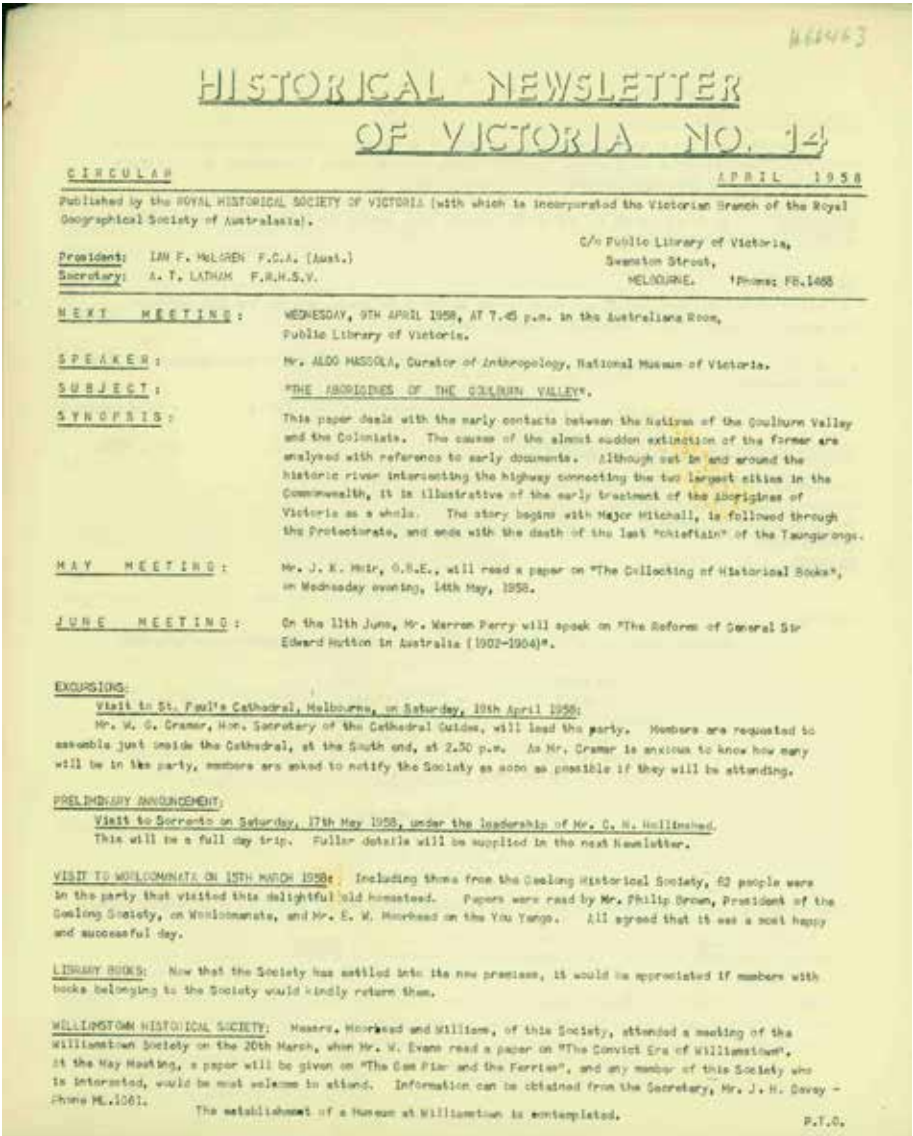 HISTORICAL NEWSLETTER
OF VICTORIA NO. 14
CIRCULAR APRIL 1958
Published by the ROYAL HISTORICAL SOCIETY OF VICTORIA (with which is incorporated the Victorian Branch of the Royal
Geographical Society of Australasia).
C/o Public Library of Victoria,
President: IAN F. McLAREN F.C.A. (Aust.) Swanston Street,
Secretary: A. T. LATHAM F.R.H.S.V. MELBOURNE. 'Phone: FB.1468
NEXT MEETING: WEDNESDAY, 9TH APRIL 1958, AT 7.45 p.m. in the Australiana Room,
Public Library of Victoria.
SPEAKER: Mr. ALDO MASSOLA, Curator of Anthropology, National Museum of Victoria.
SUBJECT: "THE ABORIGINES OF THE GOULBURN VALLEY".
SYNOPSIS: This paper deals with the early contacts between the Natives of the Goulburn Valley
and the Colonists. The causes of the almost sudden extinction of the former are
analysed with reference to early documents. Although set in and around the
historic river intersecting the highway connecting the two largest cities in the
Commonwealth, it is illustrative of the early treatment of the Aborigines of
Victoria as a whole. The story begins with Major Mitchell, is followed through
the Protectorate, and ends with the death of the last "chieftain" of the Taungurongs.
MAY MEETING: Mr. J. K. Moir, O.B.E., will read a paper on "The Collecting of Historical Books",
on Wednesday evening, 14th May, 1958.
JUNE MEETING: On the 11th June, Mr. Warren Perry will speak on "The Reforms of General Sir
Edward Hutton in Australia (1902-1904)".
EXCURSIONS:
Visit to St. Paul's Cathedral, Melbourne, on Saturday, 19th April 1958:
Mr. W. G. Cramer, Hon. Secretary of the Cathedral Guides, will lead the party. Members are requested to
assemble just inside the Cathedral, at the South end, at 2.30 p.m. As Mr. Cramer is anxious to know how many
will be in the party, members are asked to notify the Society as soon as possible if they will be attending.
PRELIMINARY ANNOUNCEMENT:
Visit to Sorrento on Saturday, 17th May 1958, under the leadership of Mr. C. N. Hollinshed.
This will be a full day trip. Fuller details will be supplied in the next Newsletter.
VISIT TO WOOLOOMANATA ON 15TH MARCH 1958: Including those from the Geelong Historical Society, 62 people were
in the party that visited this delightful old homestead. Papers were read by Mr. Philip Brown, President of the
Geelong Society, on Wooloomanata, and Mr. E. W. Moorhead on the You Yangs. All agreed that it was a most happy
and successful day.
LIBRARY BOOKS: Now that the Society has settled into its new premises, it would be appreciated if members with
books belonging to the Society would kindly return them.
WILLIAMSTOWN HISTORICAL SOCIETY: Messrs. Moorhead and Williams, of this Society, attended a meeting of the
Williamstown Society on the 20th March, when Mr. W. Evans read a paper on "The Convict Era of Williamstown".
At the May Meeting, a paper will be given on "The Gem Pier and the Ferries", and any member of this Society who
is interested, would be most welcome to attend. Information can be obtained from the Secretary, Mr. J. H. Davey -
Phone ML.1081.
The establishment of a Museum at Williamstown is contemplated.
P.T.O.